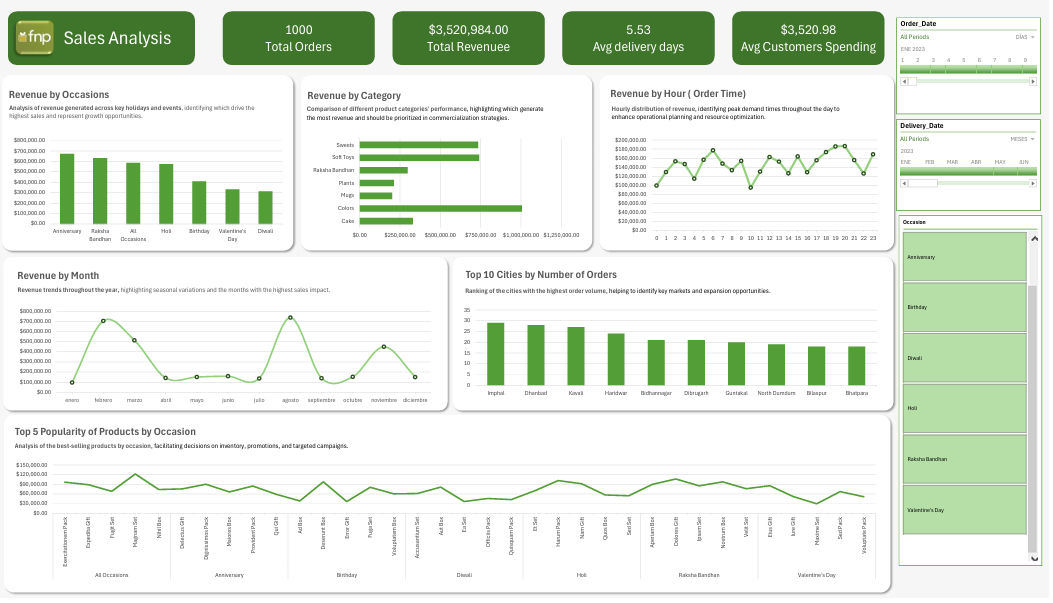 fnp
Sales Analysis
1000
Total Orders
$3,520,984.00
Total Revenuee
5.53
Avg delivery days
$3,520.98
Avg Customers Spending
Order_Date
All Periods
DÍAS
ENE 2023
1 2 3 4 5 6 7 8 9
Delivery_Date
All Periods
MESES
2023
ENE FEB MAR ABR MAY JUN
Occasion
Anniversary
Birthday
Diwali
Holi
Raksha Bandhan
Valentine's Day
Revenue by Occasions
Analysis of revenue generated across key holidays and events, identifying which drive the
highest sales and represent growth opportunities.
$800,000.00
$700,000.00
$600,000.00
$500,000.00
$400,000.00
$300,000.00
$200,000.00
$100,000.00
$0.00
Anniversary Raksha Bandhan All Occasions Holi Birthday Valentine's Day Diwali
Revenue by Category
Comparison of different product categories' performance, highlighting which generate
the most revenue and should be prioritized in commercialization strategies.
Sweets
Soft Toys
Raksha Bandhan
Plants
Mugs
Colors
Cake
$0.00 $250,000.00 $500,000.00 $750,000.00 $1,000,000.00 $1,250,000.00
Revenue by Hour ( Order Time)
Hourly distribution of revenue, identifying peak demand times throughout the day to
enhance operational planning and resource optimization.
$200,000.00
$180,000.00
$160,000.00
$140,000.00
$120,000.00
$100,000.00
$80,000.00
$60,000.00
$40,000.00
$20,000.00
$0.00
0 1 2 3 4 5 6 7 8 9 10 11 12 13 14 15 16 17 18 19 20 21 22 23
Revenue by Month
Revenue trends throughout the year, highlighting seasonal variations and the months with the highest sales impact.
$800,000.00
$700,000.00
$600,000.00
$500,000.00
$400,000.00
$300,000.00
$200,000.00
$100,000.00
$0.00
enero febrero marzo abril mayo junio julio agosto septiembre octubre noviembre diciembre
Top 10 Cities by Number of Orders
Ranking of the cities with the highest order volume, helping to identify key markets and expansion opportunities.
35
30
25
20
15
10
5
0
Imphal Dhanbad Kavali Haridwar Bidhannagar Dibrugarh Guntakal North Dumdum Bilaspur Bhatpara
Top 5 Popularity of Products by Occasion
Analysis of the best-selling products by occasion, facilitating decisions on inventory, promotions, and targeted campaigns.
$150,000.00
$120,000.00
$90,000.00
$60,000.00
$30,000.00
$0.00
Exercitationem Pack
Expedita Gift
Fugit Set
Magnam Set
Nihil Box
Delectus Gift
Dignissimos Pack
Maiores Box
Provident Pack
Qui Gift
Ad Box
Deserunt Box
Error Gift
Fuga Set
Voluptatem Box
Accusantium Set
Aut Box
Ea Set
Officia Pack
Quisquam Pack
Et Set
Harum Pack
Nam Gift
Quas Box
Sed Set
Aperiam Box
Dolores Gift
Ipsam Set
Nostrum Box
Velit Set
Eius Gift
Iure Gift
Maxime Set
Sed Pack
Voluptate Pack
All Occasions Anniversary Birthday Diwali Holi Raksha Bandhan Valentine's Day